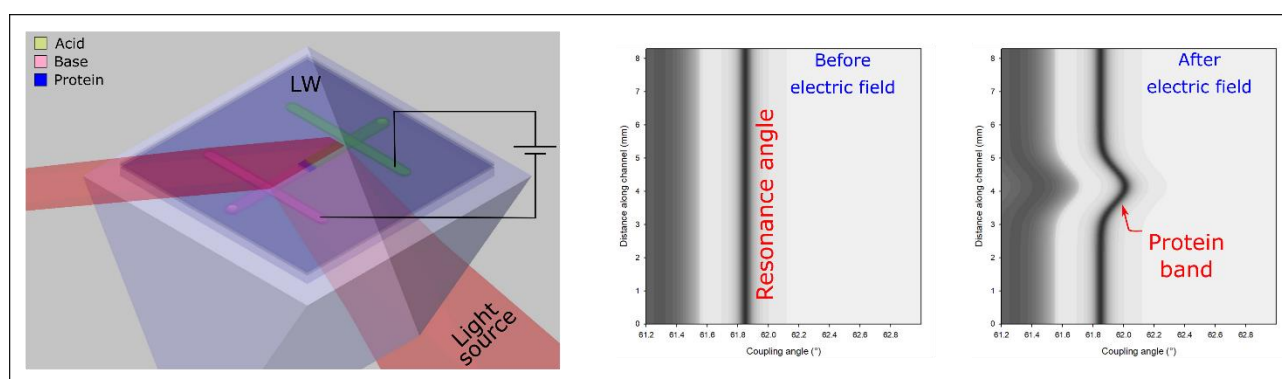 Acid
Base
Protein
LW
Light
source
Before
electric field
Resonance angle
Distance along channel (mm)
8
7
6
5
4
3
2
1
0
61.2 61.4 61.6 61.8 62.0 62.2 62.4 62.6 62.8
Coupling angle (°)
After
electric field
Protein
band
Distance along channel (mm)
8
7
6
5
4
3
2
1
0
61.2 61.4 61.6 61.8 62.0 62.2 62.4 62.6 62.8
Coupling angle (°)